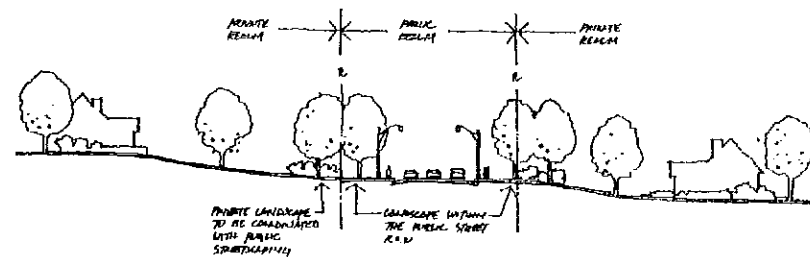 PRIVATE
REALM
PUBLIC
REALM
PRIVATE
REALM
PRIVATE LANDSCAPE
TO BE COORDINATED
WITH PUBLIC
STREETSCAPING
LANDSCAPE WITHIN
THE PUBLIC STREET
R.O.W